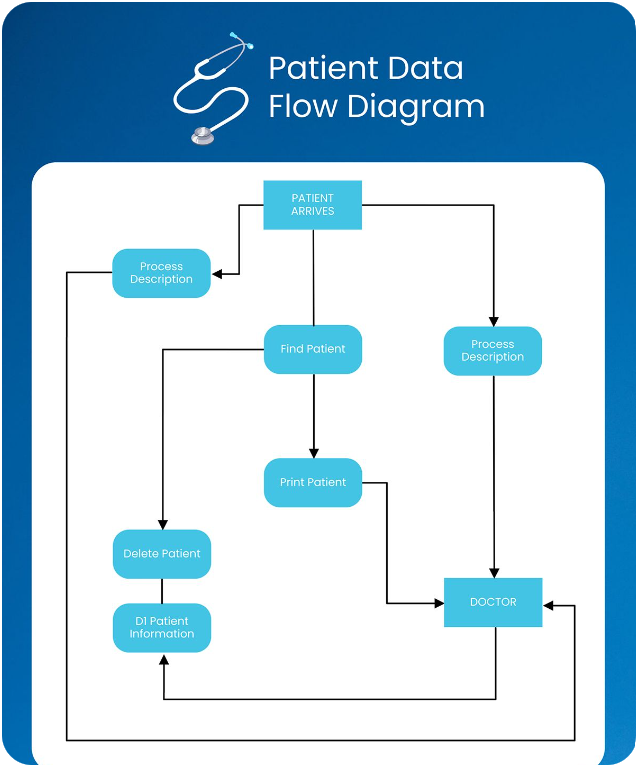 Patient Data
Flow Diagram
PATIENT
ARRIVES
Process
Description
Find Patient
Process
Description
Print Patient
Delete Patient
D1 Patient
Information
DOCTOR